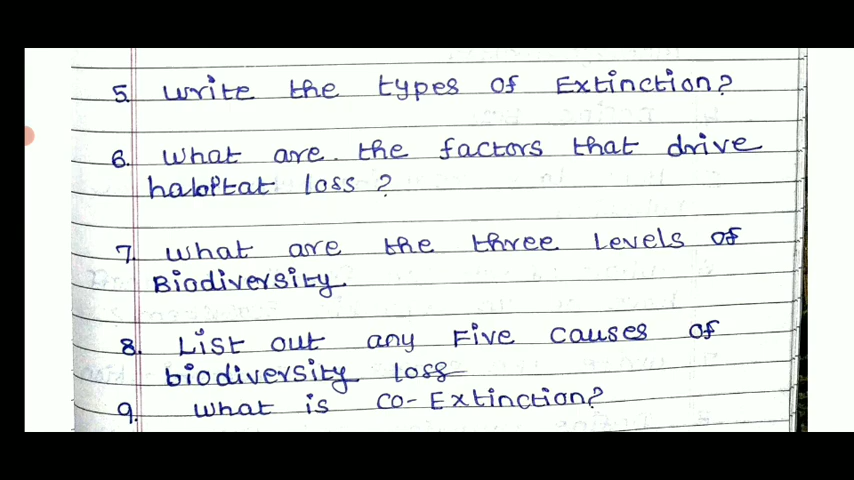 5. Write the types of Extinction?
6. What are the factors that drive
habitat loss ?
7. What are the three Levels of
Biodiversity.
8. List out any Five causes of
biodiversity loss
9. What is co-Extinction?